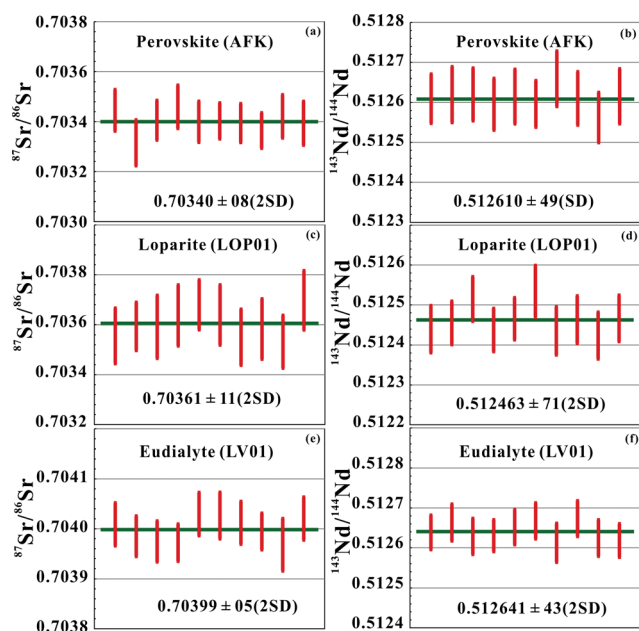 0.7038
0.7036
0.7034
0.7032
0.7030
⁸⁷Sr/⁸⁶Sr
(a)
Perovskite (AFK)
0.70340 ± 08(2SD)
0.5128
0.5127
0.5126
0.5125
0.5124
0.5123
¹⁴³Nd/¹⁴⁴Nd
(b)
Perovskite (AFK)
0.512610 ± 49(SD)
0.7038
0.7036
0.7034
0.7032
⁸⁷Sr/⁸⁶Sr
(c)
Loparite (LOP01)
0.70361 ± 11(2SD)
0.5126
0.5125
0.5124
0.5123
0.5122
¹⁴³Nd/¹⁴⁴Nd
(d)
Loparite (LOP01)
0.512463 ± 71(2SD)
0.7041
0.7040
0.7039
0.7038
⁸⁷Sr/⁸⁶Sr
(e)
Eudialyte (LV01)
0.70399 ± 05(2SD)
0.5128
0.5127
0.5126
0.5125
0.5124
¹⁴³Nd/¹⁴⁴Nd
(f)
Eudialyte (LV01)
0.512641 ± 43(2SD)